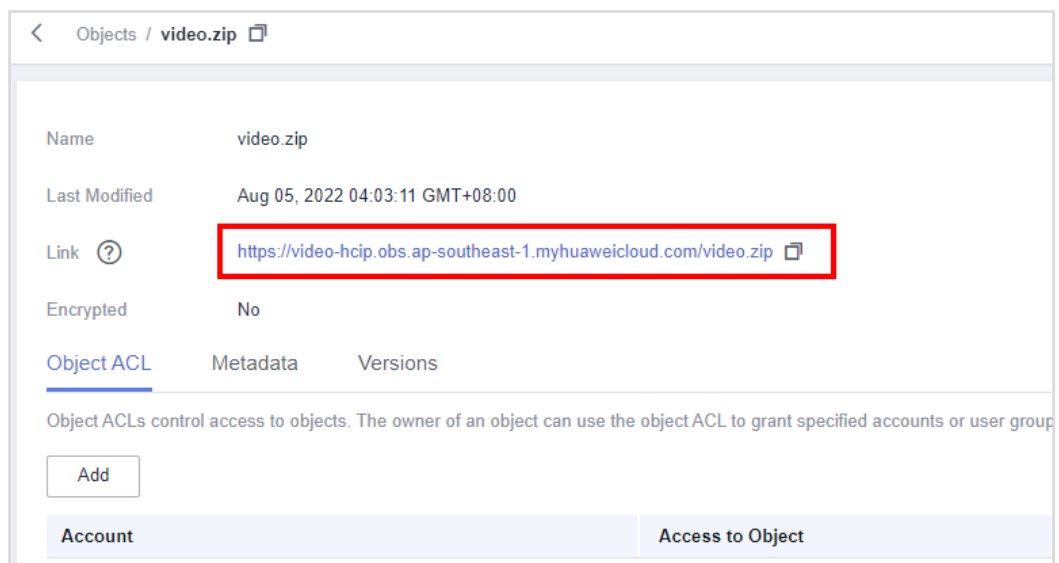 Objects / video.zip
Name video.zip
Last Modified Aug 05, 2022 04:03:11 GMT+08:00
Link ? https://video-hcip.obs.ap-southeast-1.myhuaweicloud.com/video.zip
Encrypted No
Object ACL Metadata Versions
Object ACLs control access to objects. The owner of an object can use the object ACL to grant specified accounts or user group
Add
Account Access to Object